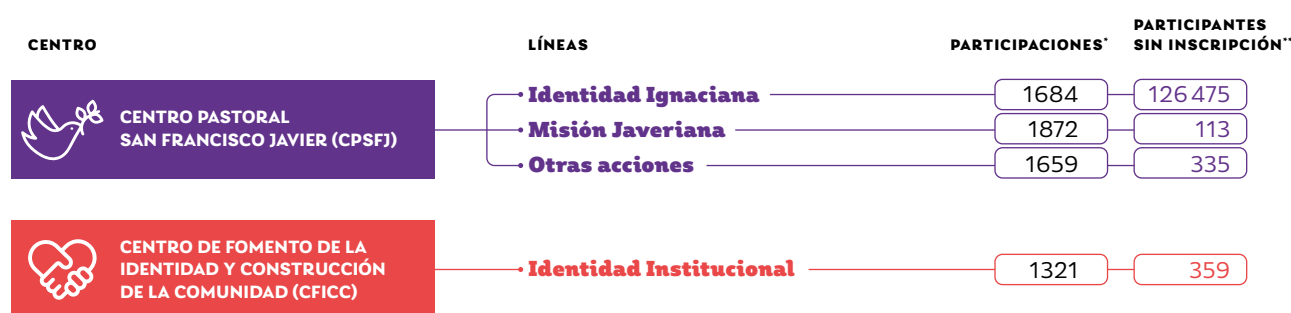 CENTRO
LÍNEAS
PARTICIPACIONES*
PARTICIPANTES
SIN INSCRIPCIÓN**
CENTRO PASTORAL
SAN FRANCISCO JAVIER (CPSFJ)
Identidad Ignaciana 1684 126 475
Misión Javeriana 1872 113
Otras acciones 1659 335
CENTRO DE FOMENTO DE LA
IDENTIDAD Y CONSTRUCCIÓN
DE LA COMUNIDAD (CFICC)
Identidad Institucional 1321 359